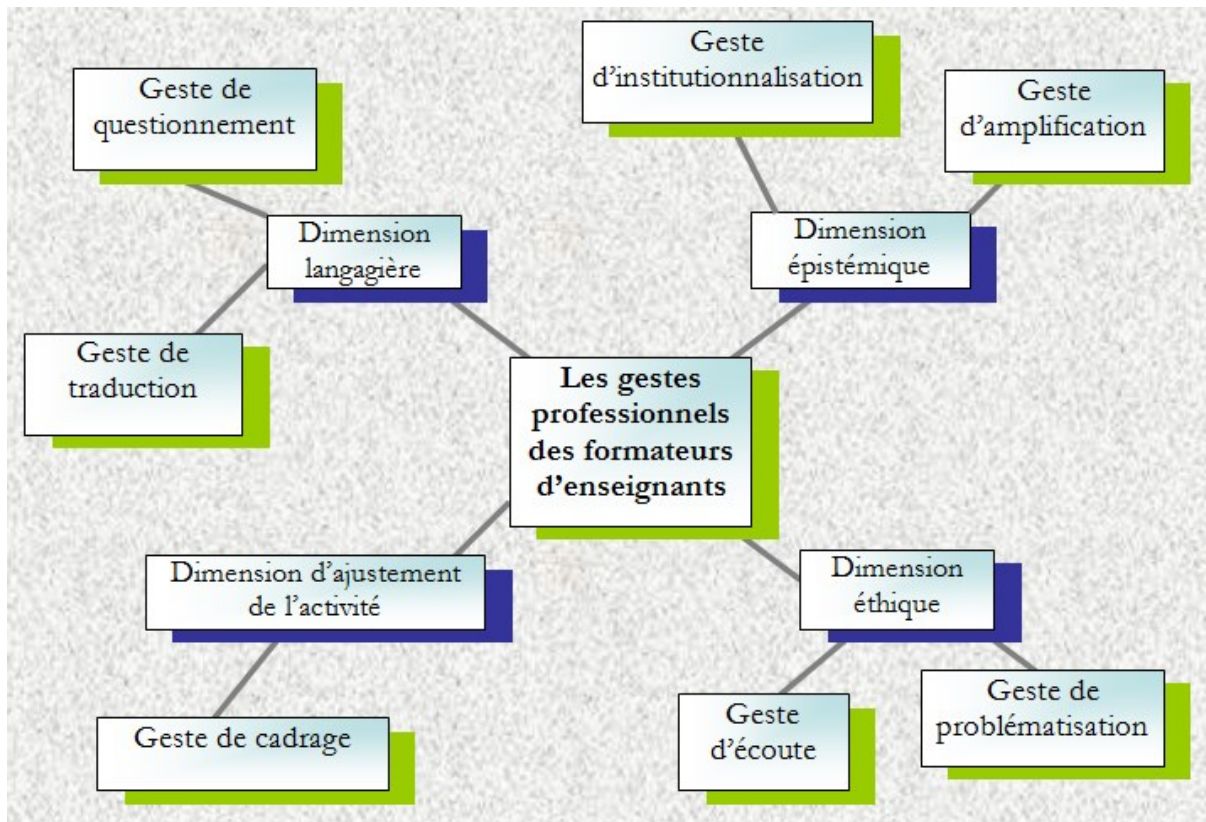 Geste
d'institutionnalisation
Geste de
questionnement
Geste
d'amplification
Dimension
langagière
Dimension
épistémique
Geste de
traduction
Les gestes
professionnels
des formateurs
d'enseignants
Dimension d'ajustement
de l'activité
Dimension
éthique
Geste de cadrage
Geste
d'écoute
Geste de
problématisation